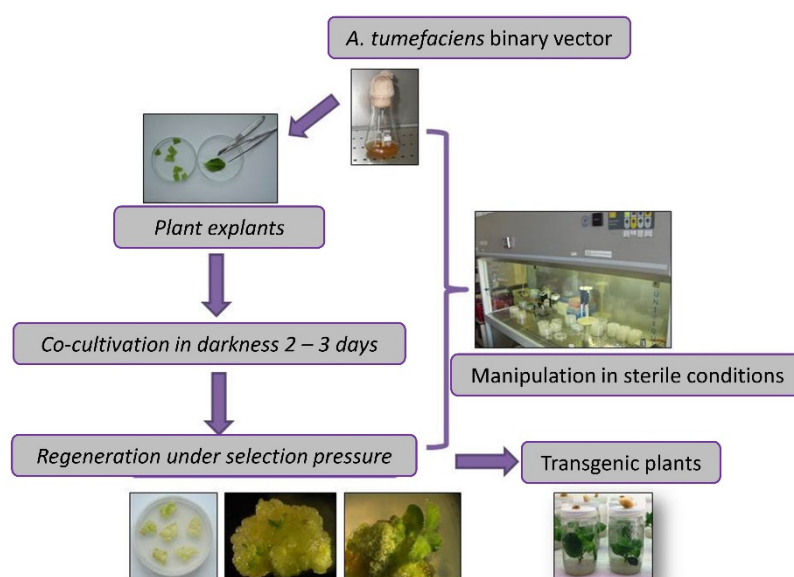 A. tumefaciens binary vector
Plant explants
Co-cultivation in darkness 2 – 3 days
Manipulation in sterile conditions
Regeneration under selection pressure
Transgenic plants